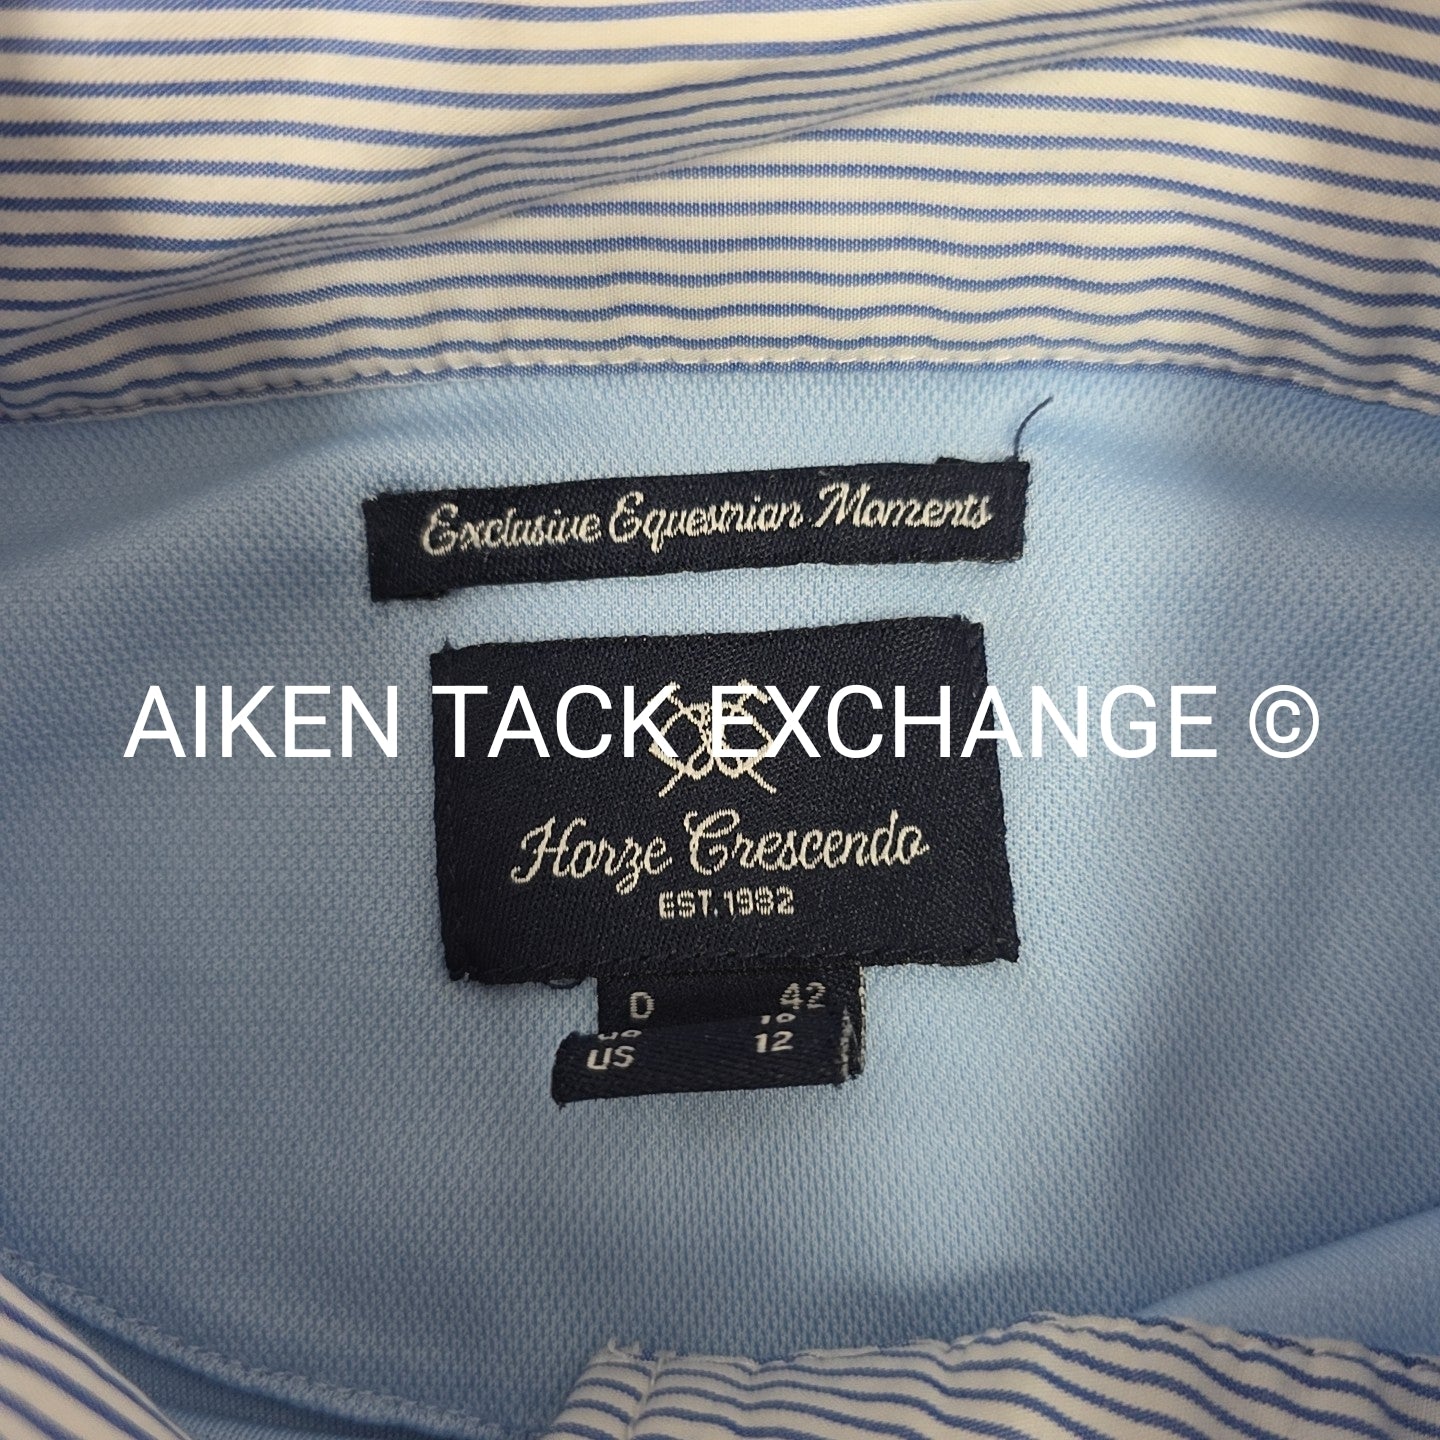 Exclusive Equestrian Moments
AIKEN TACK EXCHANGE ©
Horze Crescendo
EST. 1982
D 42
US 12